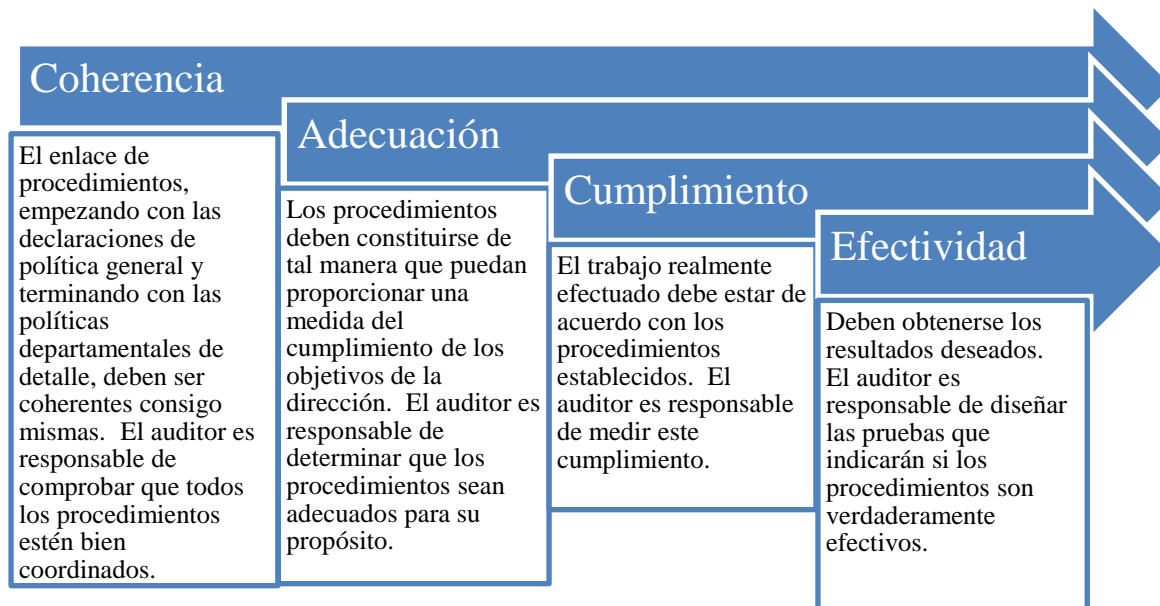 Coherencia
El enlace de
procedimientos,
empezando con las
declaraciones de
política general y
terminando con las
políticas
departamentales de
detalle, deben ser
coherentes consigo
mismas.  El auditor es
responsable de
comprobar que todos
los procedimientos
estén bien
coordinados.
Adecuación
Los procedimientos
deben constituirse de
tal manera que puedan
proporcionar una
medida del
cumplimiento de los
objetivos de la
dirección.  El auditor es
responsable de
determinar que los
procedimientos sean
adecuados para su
propósito.
Cumplimiento
El trabajo realmente
efectuado debe estar de
acuerdo con los
procedimientos
establecidos.  El
auditor es responsable
de medir este
cumplimiento.
Efectividad
Deben obtenerse los
resultados deseados.
El auditor es
responsable de diseñar
las pruebas que
indicarán si los
procedimientos son
verdaderamente
efectivos.